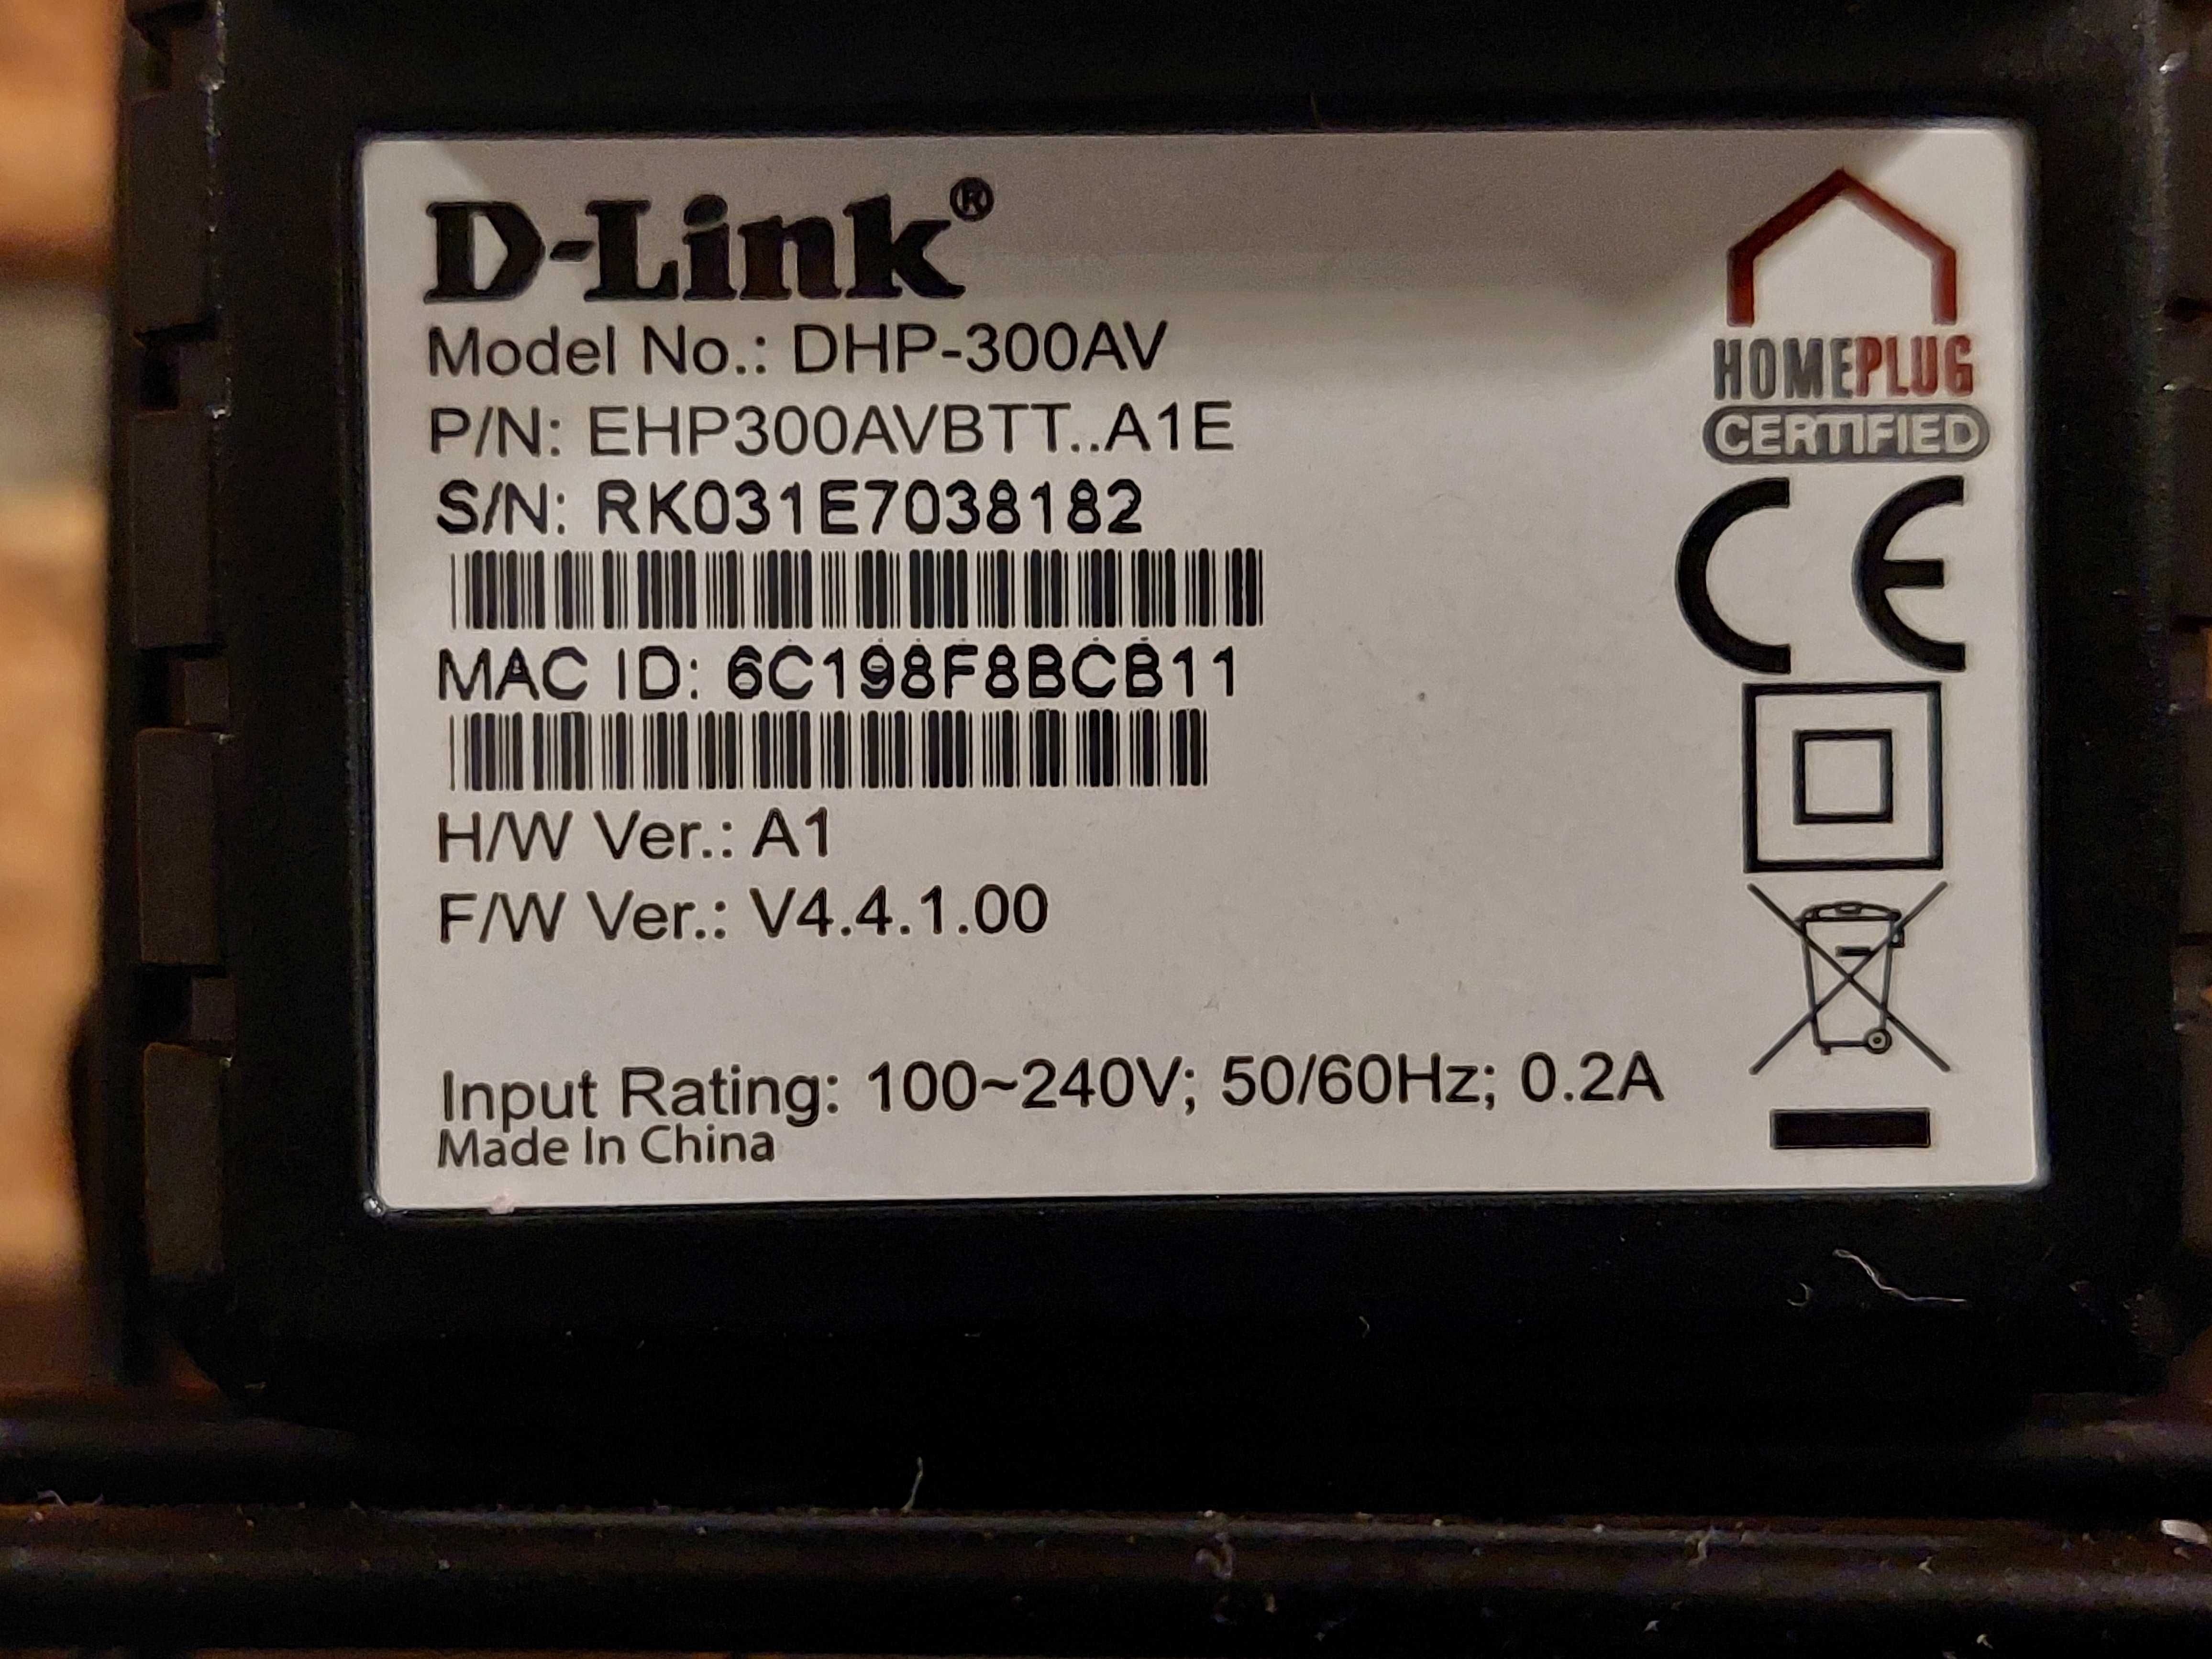 D-Link®
Model No.: DHP-300AV
P/N: EHP300AVBTT..A1E
S/N: RK031E7038182
MAC ID: 6C198F8BCB11
H/W Ver.: A1
F/W Ver.: V4.4.1.00
Input Rating: 100~240V; 50/60Hz; 0.2A
Made In China
HOMEPLUG
CERTIFIED
CE